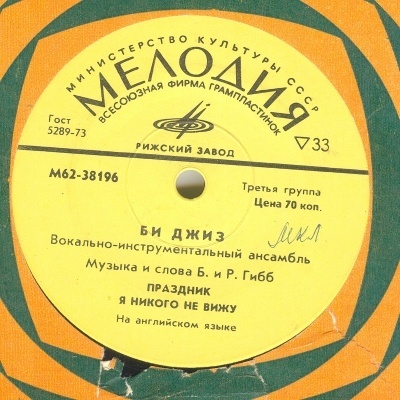 МИНИСТЕРСТВО КУЛЬТУРЫ СССР
МЕЛОДИЯ
ВСЕСОЮЗНАЯ ФИРМА ГРАМПЛАСТИНОК
Гост
5289-73
РИЖСКИЙ ЗАВОД
▽33
М62-38196
Третья группа
Цена 70 коп.
БИ ДЖИЗ
Вокально-инструментальный ансамбль
Музыка и слова Б. и Р. Гибб
ПРАЗДНИК
Я НИКОГО НЕ ВИЖУ
На английском языке